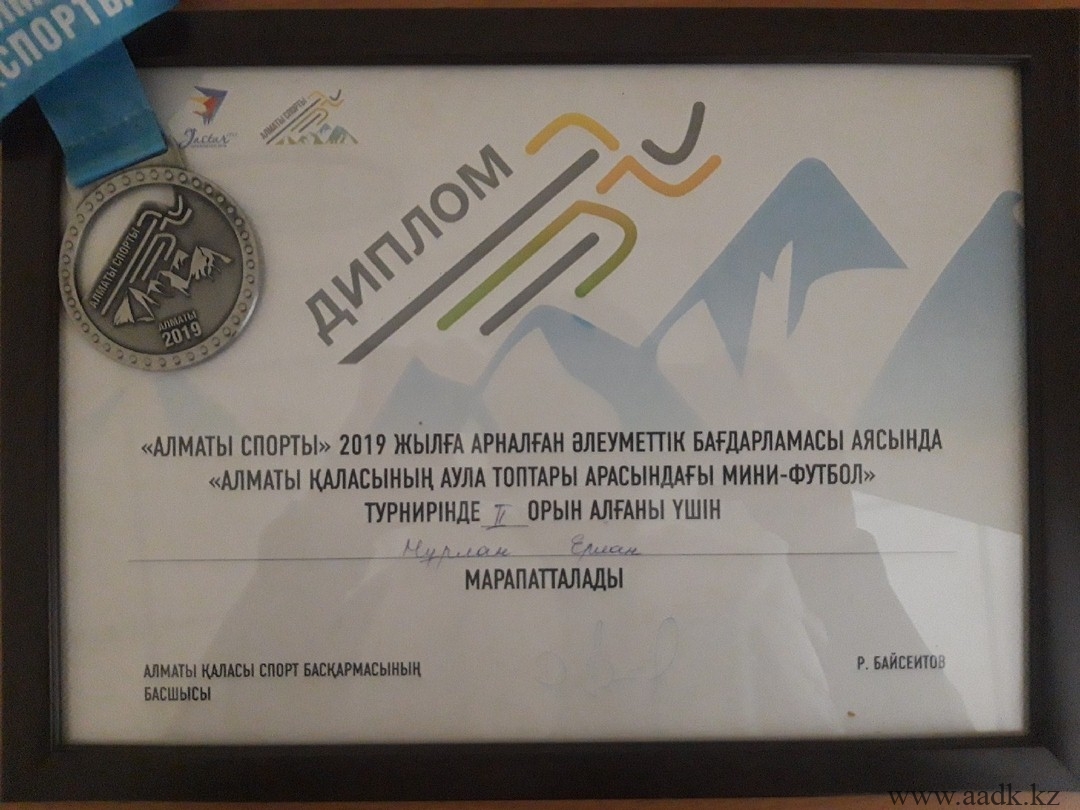 СПОРТЫ
Jastar
АЛМАТЫ СПОРТЫ
ДИПЛОМ
АЛМАТЫ СПОРТЫ
АЛМАТЫ
2019
«АЛМАТЫ СПОРТЫ» 2019 ЖЫЛҒА АРНАЛҒАН ӘЛЕУМЕТТІК БАҒДАРЛАМАСЫ АЯСЫНДА
«АЛМАТЫ ҚАЛАСЫНЫҢ АУЛА ТОПТАРЫ АРАСЫНДАҒЫ МИНИ-ФУТБОЛ»
ТУРНИРІНДЕ II ОРЫН АЛҒАНЫ ҮШІН
Нұрлан Ерлан
МАРАПАТТАЛАДЫ
АЛМАТЫ ҚАЛАСЫ СПОРТ БАСҚАРМАСЫНЫҢ
БАСШЫСЫ
Р. БАЙСЕИТОВ
www.aadk.kz